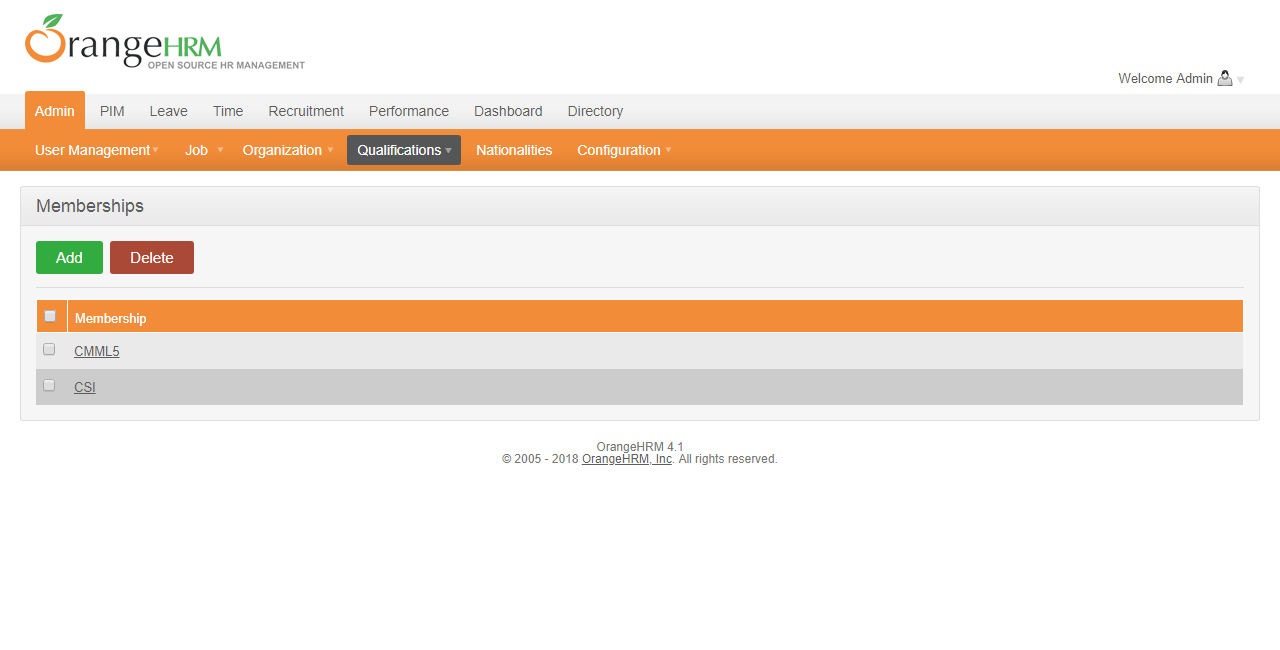 OrangeHRM
OPEN SOURCE HR MANAGEMENT
Welcome Admin
Admin PIM Leave Time Recruitment Performance Dashboard Directory
User Management Job Organization Qualifications Nationalities Configuration
Memberships
Add Delete
Membership
CMML5
CSI
OrangeHRM 4.1
© 2005 - 2018 OrangeHRM, Inc. All rights reserved.